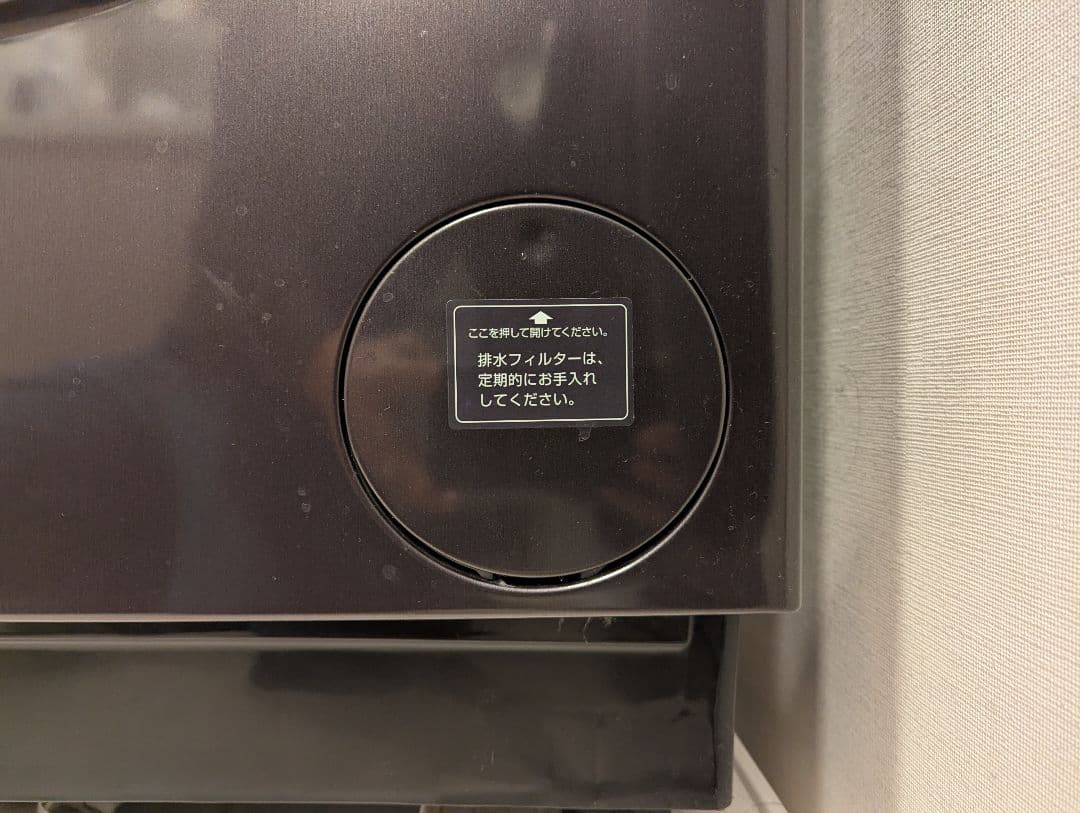 ここを押して開けてください。
排水フィルターは、
定期的にお手入れ
してください。